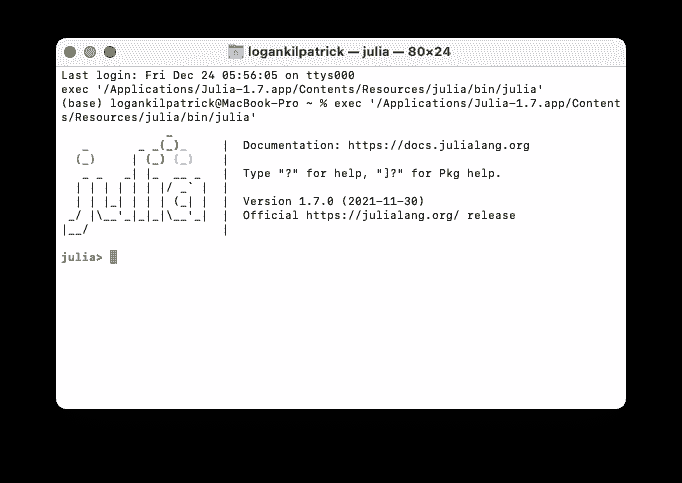 logankilpatrick — julia — 80×24
Last login: Fri Dec 24 05:56:05 on ttys000
exec '/Applications/Julia-1.7.app/Contents/Resources/julia/bin/julia'
(base) logankilpatrick@MacBook-Pro ~ % exec '/Applications/Julia-1.7.app/Content
s/Resources/julia/bin/julia'
Documentation: https://docs.julialang.org
Type "?" for help, "]?" for Pkg help.
Version 1.7.0 (2021-11-30)
Official https://julialang.org/ release
julia>